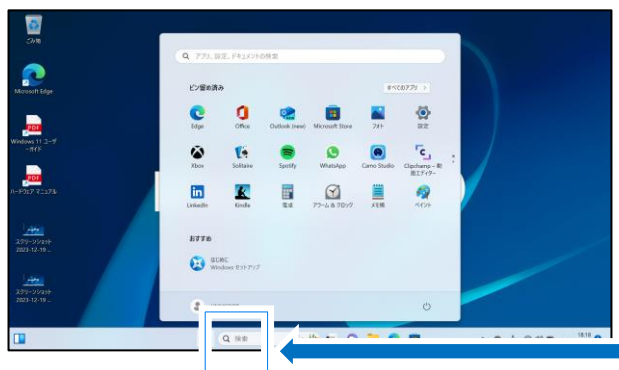 ごみ箱
Microsoft Edge
PDF
Windows 11 ユーザ
ーガイド
PDF
ハードウェア マニュアル
スクリーンショット
2023-12-19 ...
スクリーンショット
2023-12-19 ...
アプリ、設定、ドキュメントの検索
ピン留め済み
すべてのアプリ >
Edge
Office
Outlook (new)
Microsoft Store
フォト
設定
Xbox
Solitaire
Spotify
WhatsApp
Camo Studio
Clipchamp – 動
画エディター
LinkedIn
Kindle
電卓
アラーム & クロック
メモ帳
ペイント
おすすめ
はじめに
Windows セットアップ
検索
18:18